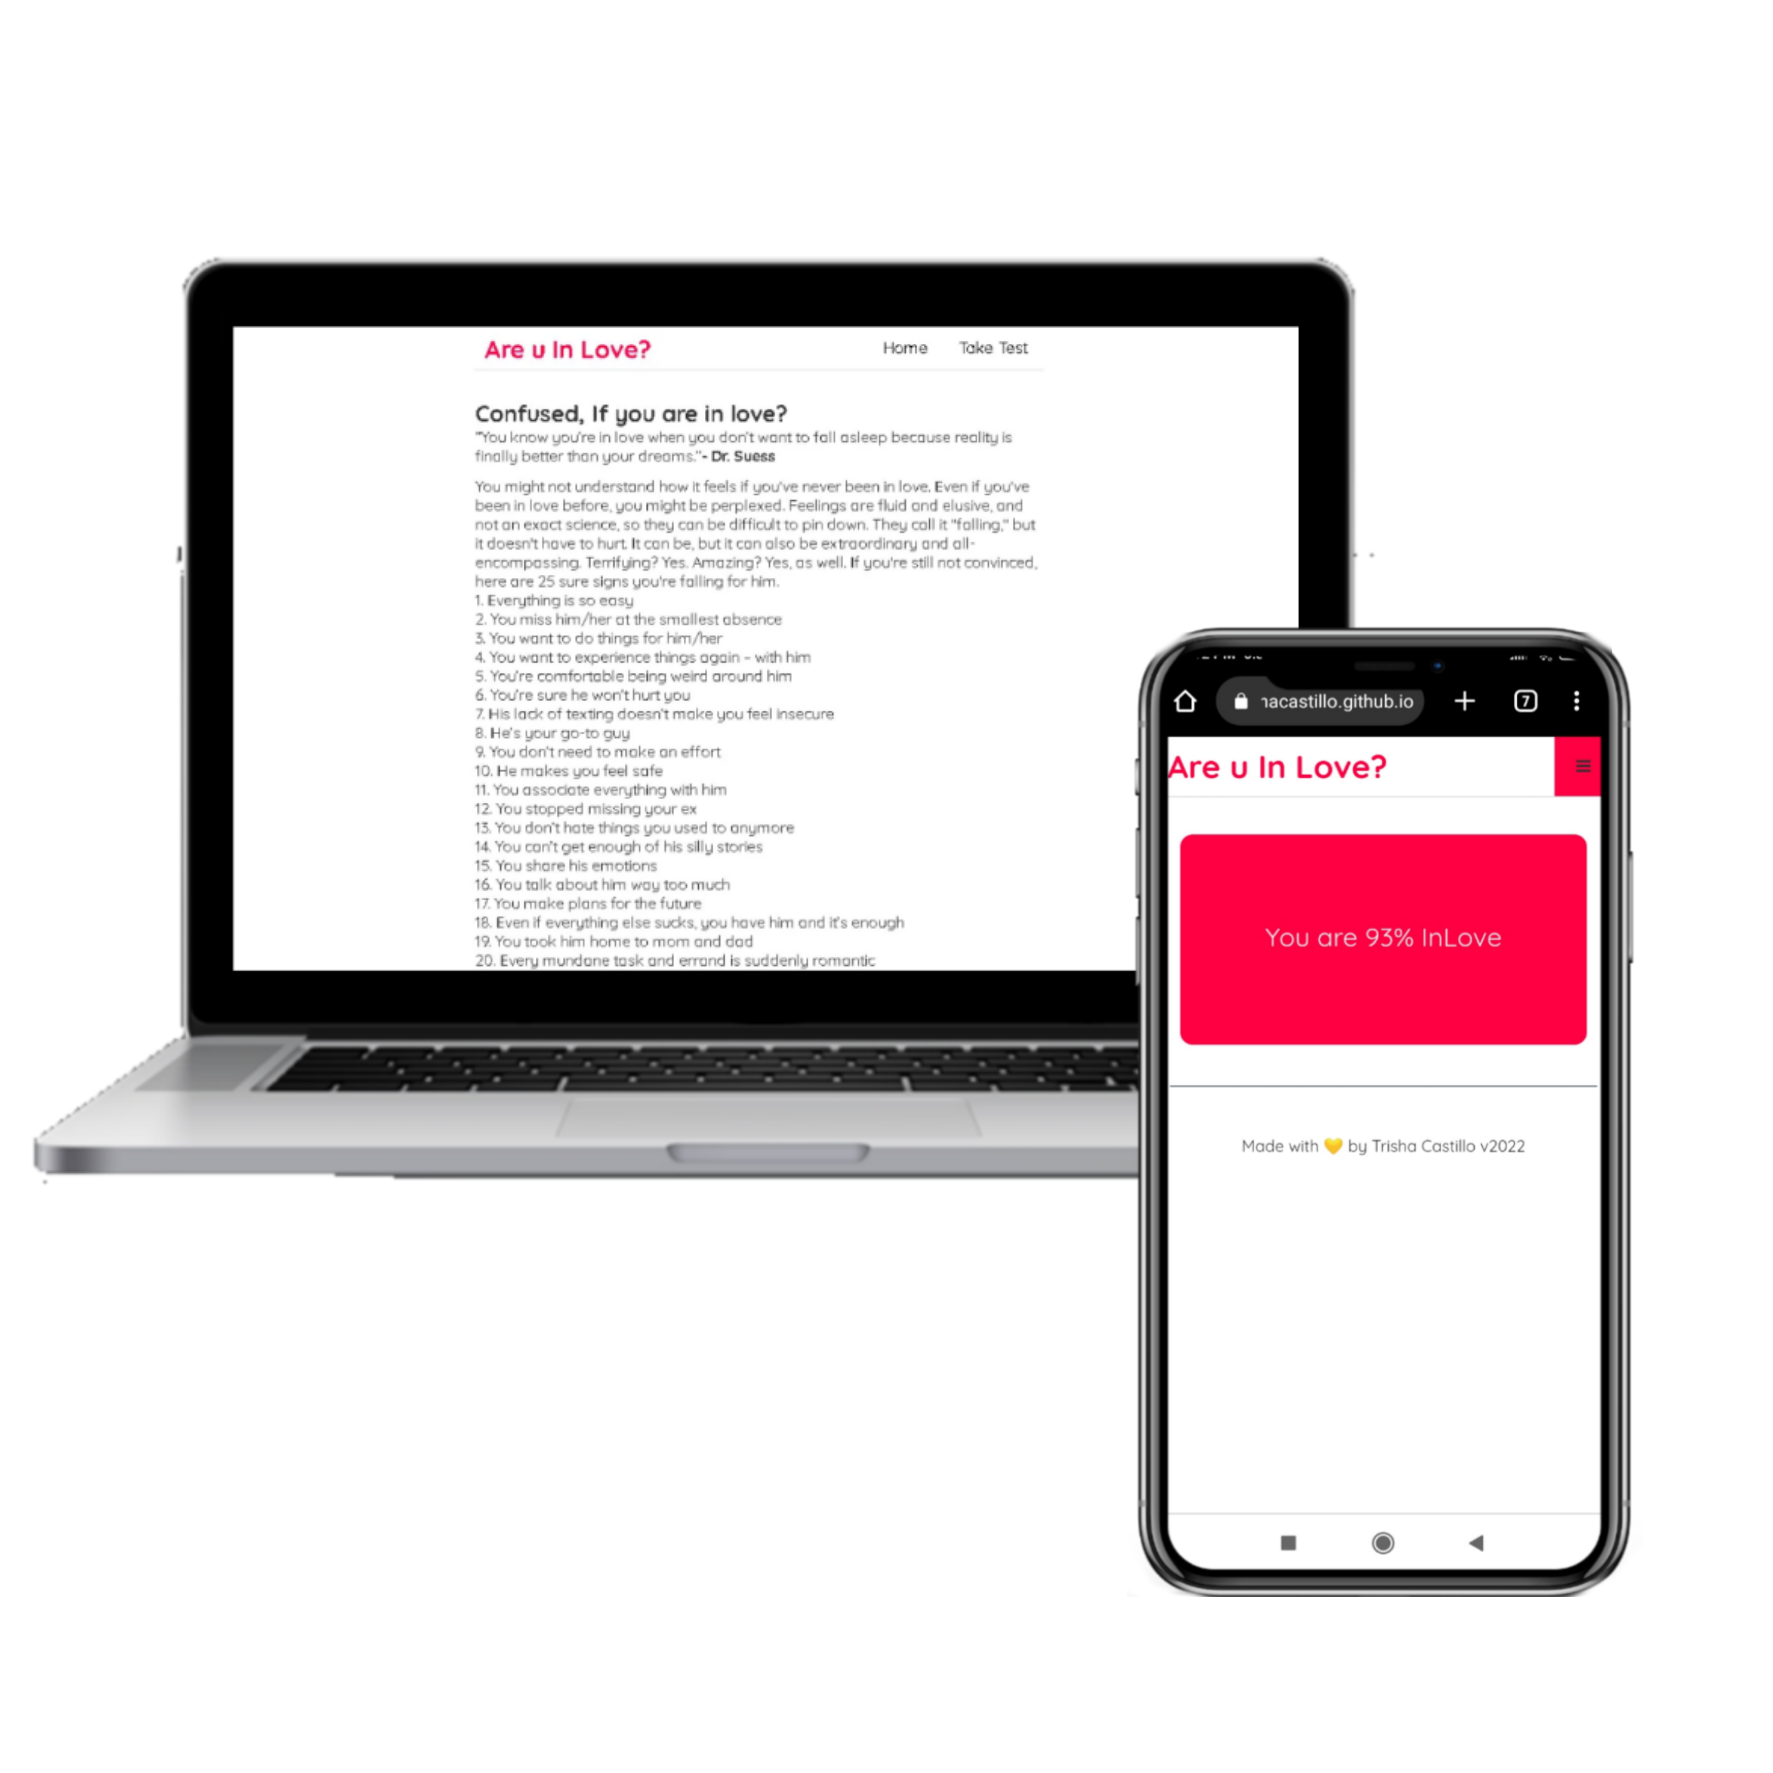 Are u In Love?
Home
Take Test
Confused, If you are in love?
"You know you're in love when you don't want to fall asleep because reality is
finally better than your dreams."- Dr. Suess
You might not understand how it feels if you've never been in love. Even if you've
been in love before, you might be perplexed. Feelings are fluid and elusive, and
not an exact science, so they can be difficult to pin down. They call it "falling," but
it doesn't have to hurt. It can be, but it can also be extraordinary and all-
encompassing. Terrifying? Yes. Amazing? Yes, as well. If you're still not convinced,
here are 25 sure signs you're falling for him.
1. Everything is so easy
2. You miss him/her at the smallest absence
3. You want to do things for him/her
4. You want to experience things again – with him
5. You're comfortable being weird around him
6. You're sure he won't hurt you
7. His lack of texting doesn't make you feel insecure
8. He's your go-to guy
9. You don't need to make an effort
10. He makes you feel safe
11. You associate everything with him
12. You stopped missing your ex
13. You don't hate things you used to anymore
14. You can't get enough of his silly stories
15. You share his emotions
16. You talk about him way too much
17. You make plans for the future
18. Even if everything else sucks, you have him and it's enough
19. You took him home to mom and dad
20. Every mundane task and errand is suddenly romantic
acastillo.github.io
7
Are u In Love?
You are 93% InLove
Made with 💛 by Trisha Castillo v2022